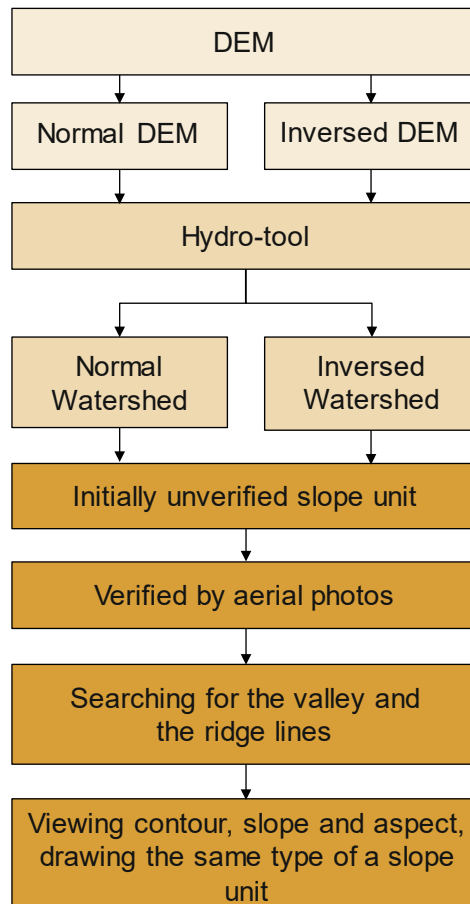 DEM
Normal DEM
Inversed DEM
Hydro-tool
Normal
Watershed
Inversed
Watershed
Initially unverified slope unit
Verified by aerial photos
Searching for the valley and
the ridge lines
Viewing contour, slope and aspect,
drawing the same type of a slope
unit